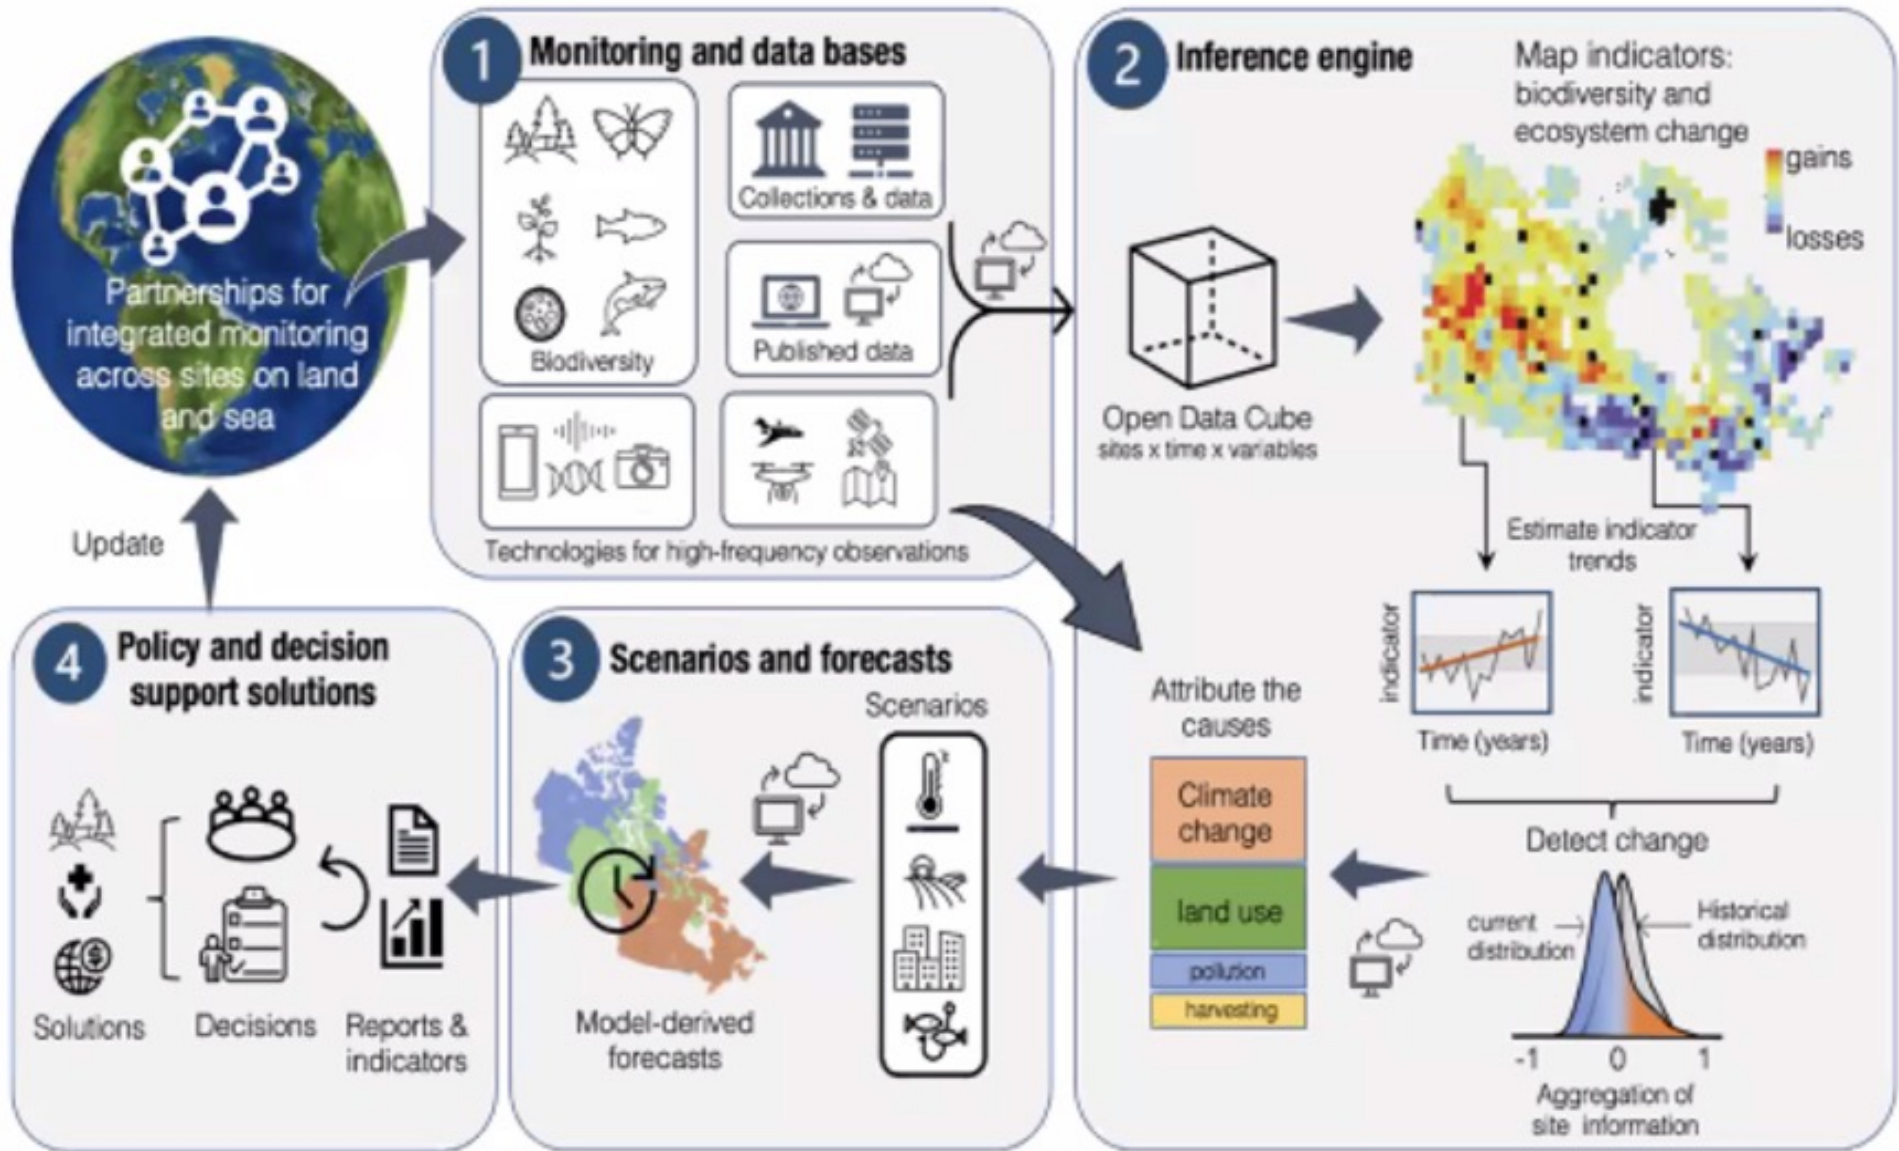 Partnerships for
integrated monitoring
across sites on land
and sea
Update
1
Monitoring and data bases
Biodiversity
Collections & data
Published data
Technologies for high-frequency observations
2
Inference engine
Map indicators:
biodiversity and
ecosystem change
gains
losses
Open Data Cube
sites x time x variables
Estimate indicator
trends
indicator
Time (years)
indicator
Time (years)
Detect change
current
distribution
Historical
distribution
-1 0 1
Aggregation of
site information
Attribute the
causes
Climate
change
land use
pollution
harvesting
3
Scenarios and forecasts
Scenarios
Model-derived
forecasts
4
Policy and decision
support solutions
Solutions
Decisions
Reports &
indicators